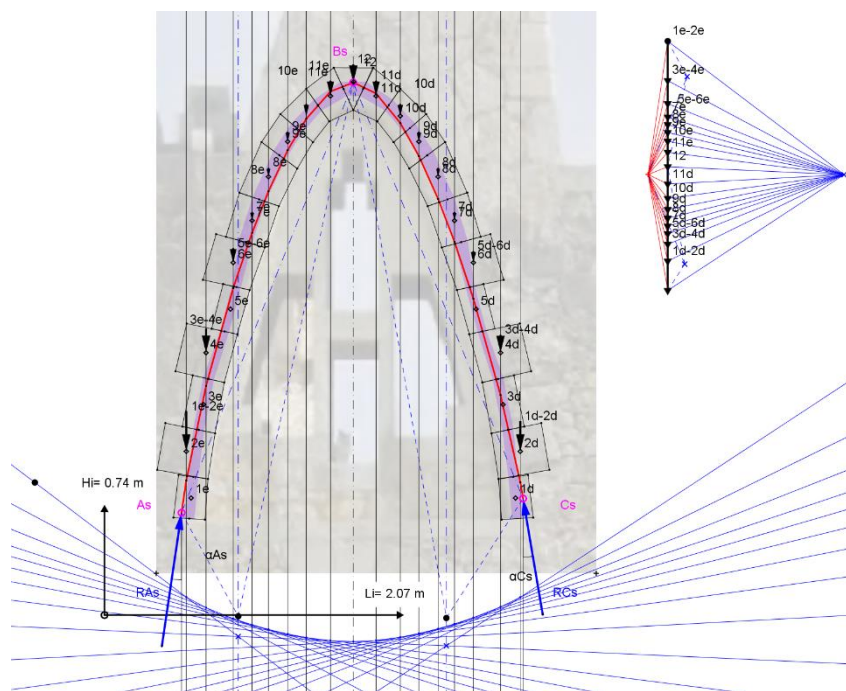 Bs
1e-2e
11e
11e
12
12
11d
11d
10e
10d
10d
9e
9e
9d
9d
8e
8e
8d
8d
7e
7e
7d
7d
5e-6e
6e
5d-6d
6d
5e
5d
3e-4e
4e
3d-4d
4d
3e
3d
1e-2e
2e
1d-2d
2d
1e
1d
As
Cs
Hi= 0.74 m
αAs
αCs
RAs
RCs
Li= 2.07 m
3e-4e
5e-6e
7e
8e
9e
10e
11e
12
11d
10d
9d
8d
7d
5d-6d
3d-4d
1d-2d